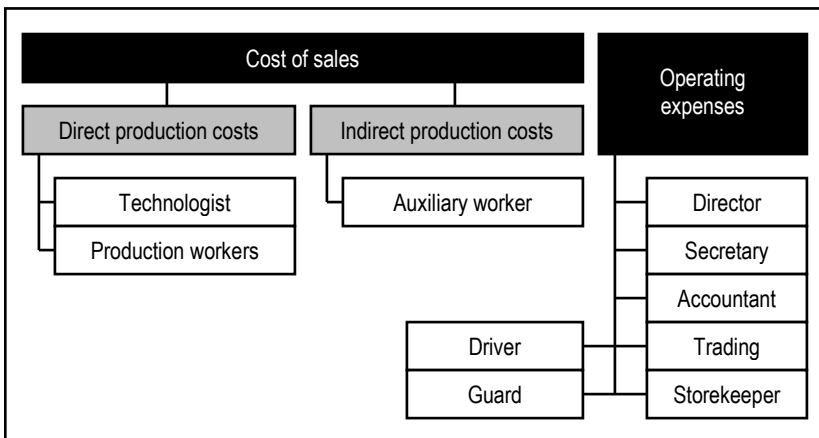 Cost of sales
Operating
expenses
Direct production costs
Indirect production costs
Technologist
Auxiliary worker
Director
Production workers
Secretary
Accountant
Driver
Trading
Guard
Storekeeper